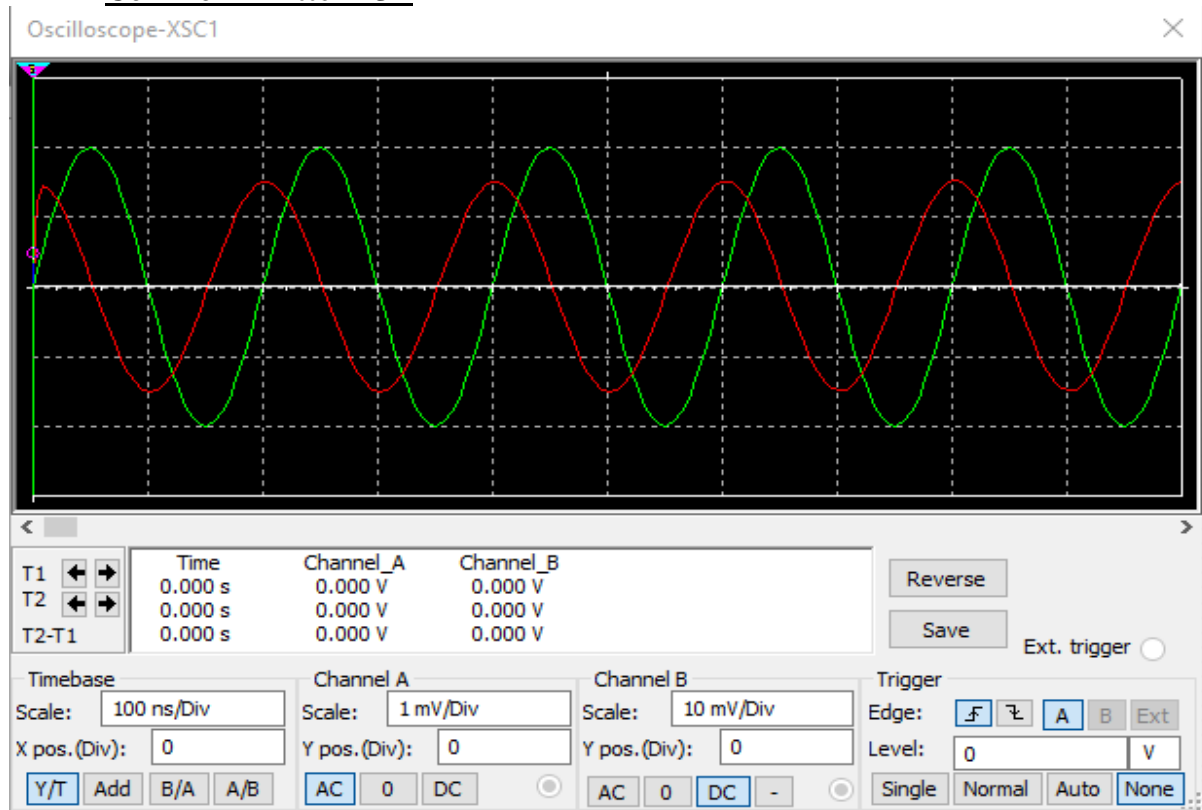 Oscilloscope-XSC1
Time Channel_A Channel_B
T1 0.000 s 0.000 V 0.000 V
T2 0.000 s 0.000 V 0.000 V
T2-T1 0.000 s 0.000 V 0.000 V
Reverse
Save
Ext. trigger
Timebase
Scale: 100 ns/Div
X pos.(Div): 0
Y/T Add B/A A/B
Channel A
Scale: 1 mV/Div
Y pos.(Div): 0
AC 0 DC
Channel B
Scale: 10 mV/Div
Y pos.(Div): 0
AC 0 DC -
Trigger
Edge: A B Ext
Level: 0 V
Single Normal Auto None